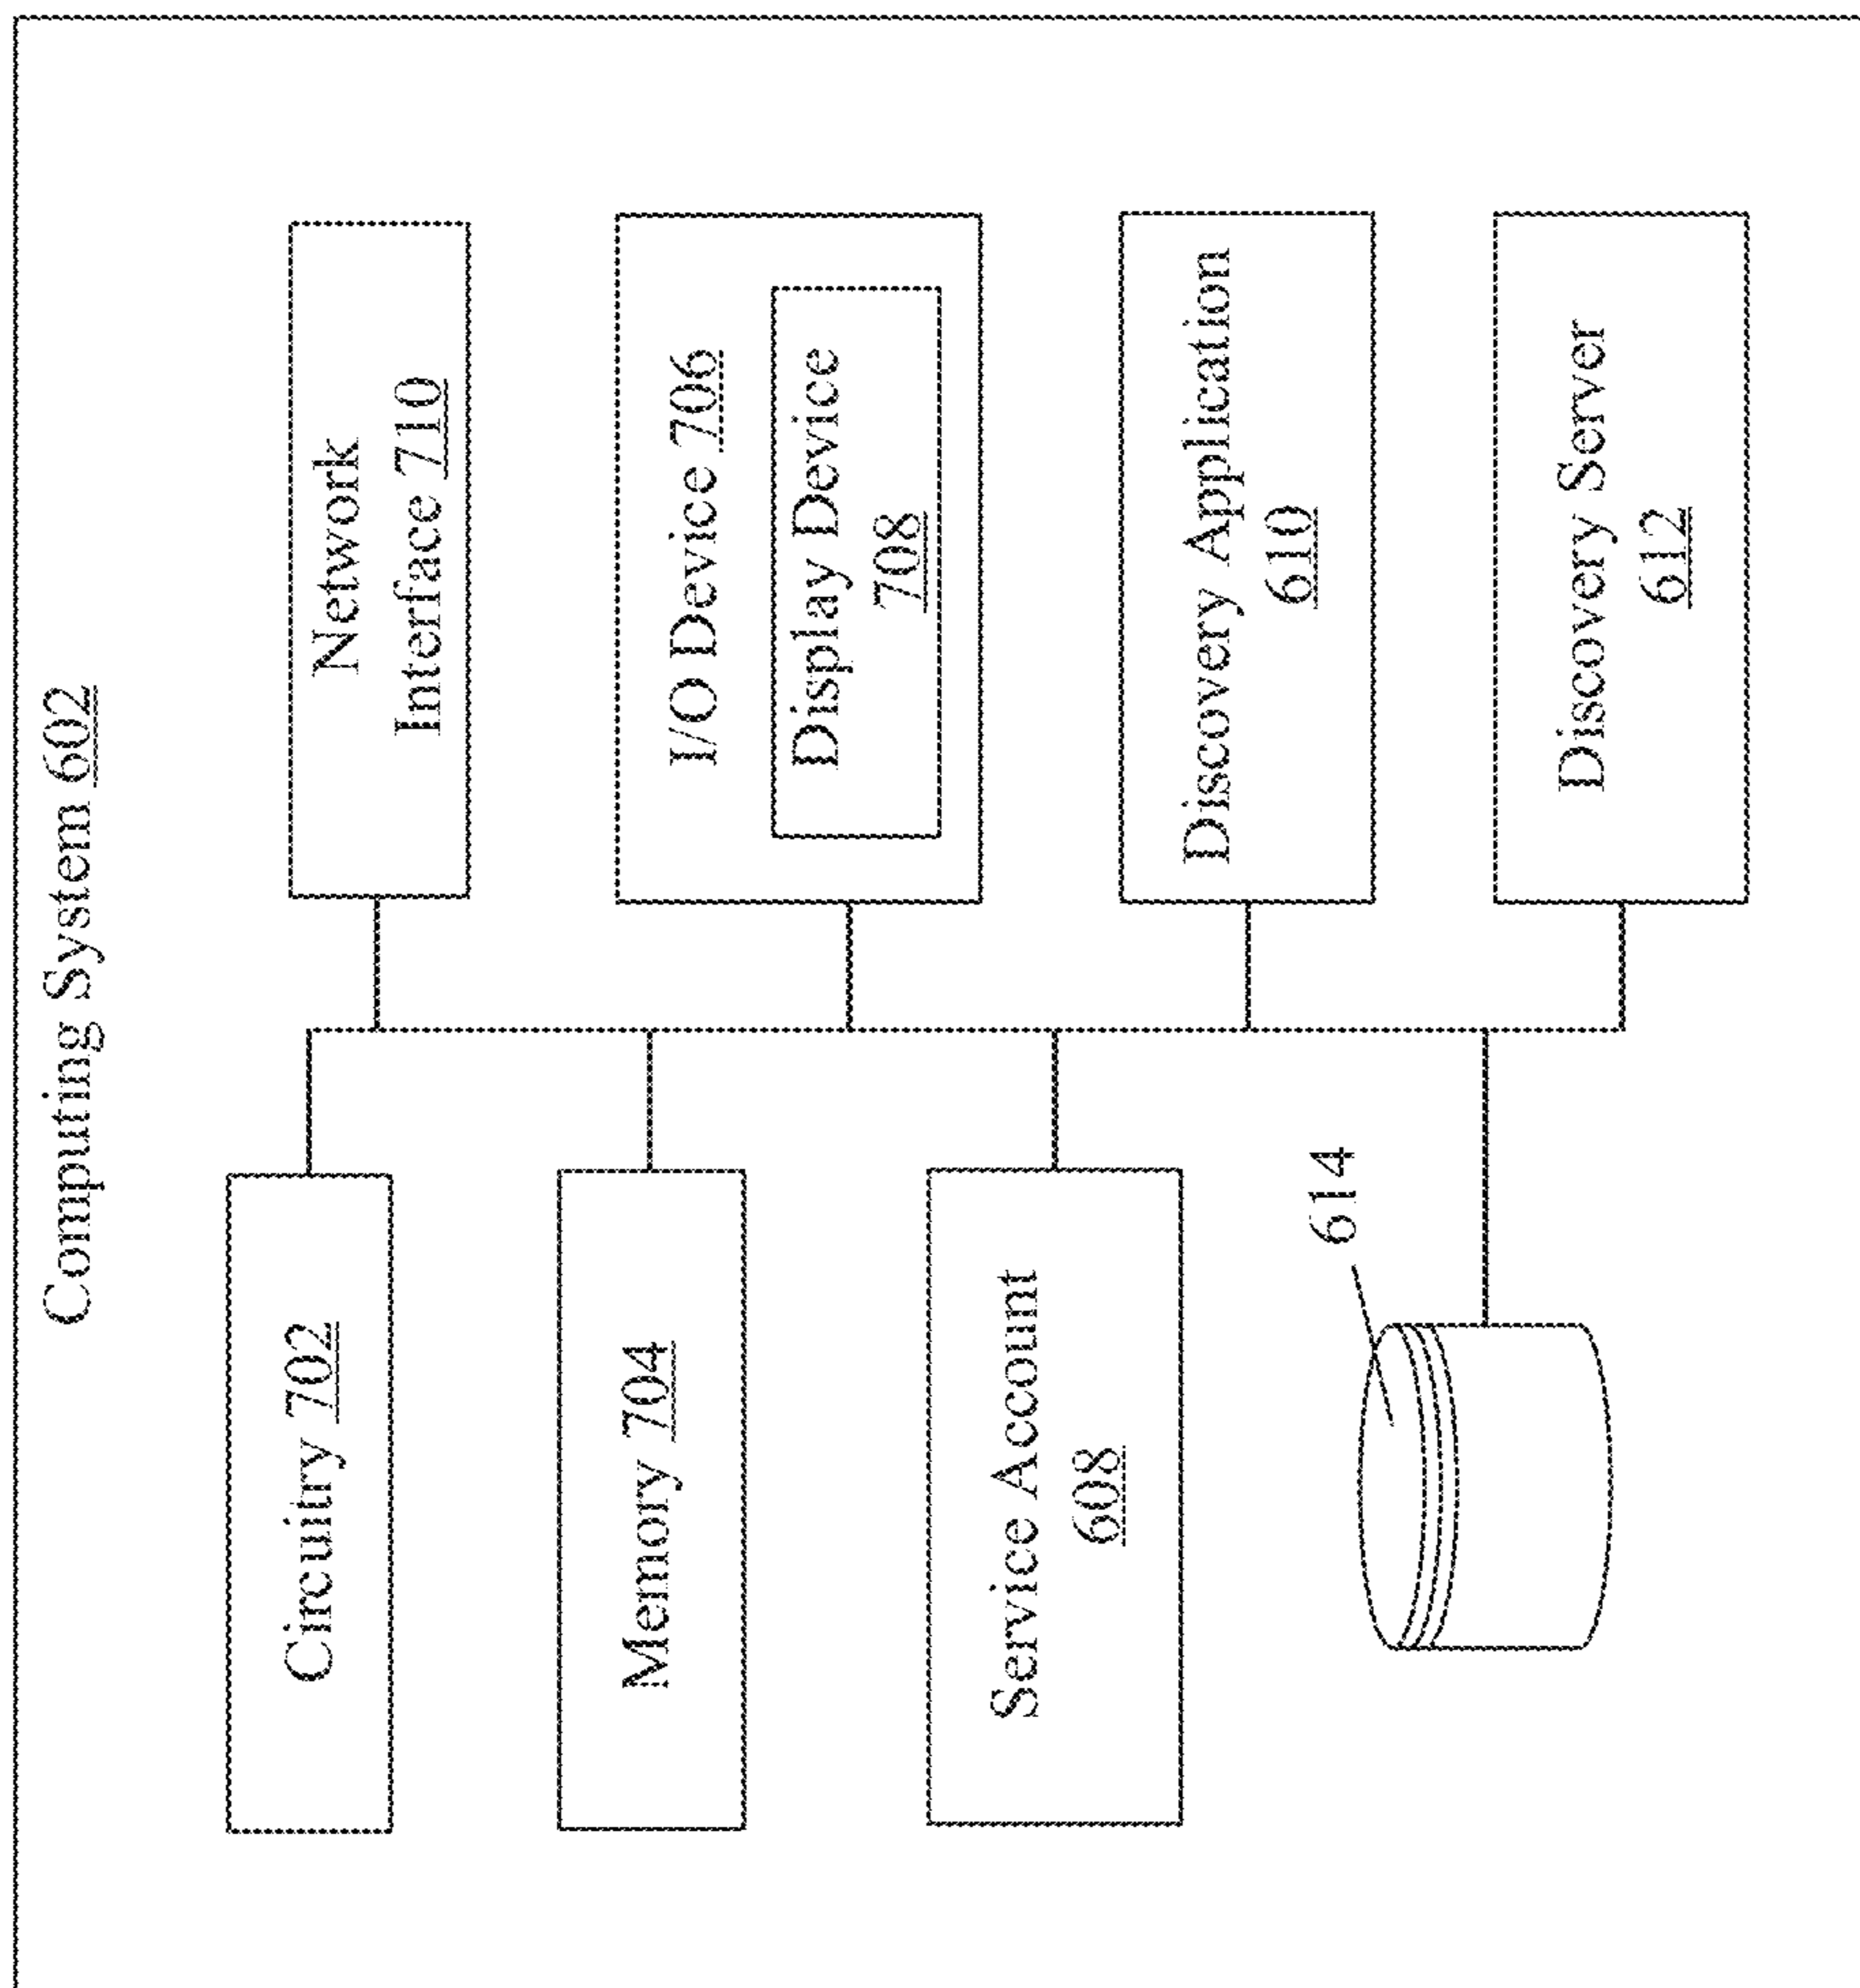 Computing System 602
Circuitry 702
Memory 704
Service Account
608
614
Network
Interface 710
I/O Device 706
Display Device
708
Discovery Application
610
Discovery Server
612